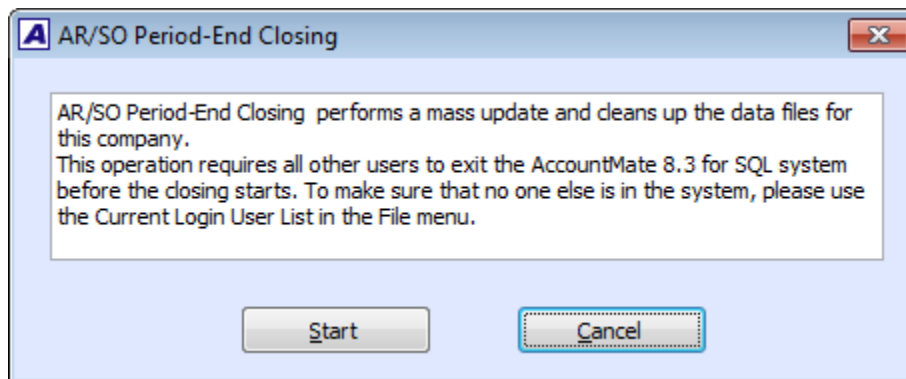 A AR/SO Period-End Closing
AR/SO Period-End Closing  performs a mass update and cleans up the data files for
this company.
This operation requires all other users to exit the AccountMate 8.3 for SQL system
before the closing starts. To make sure that no one else is in the system, please use
the Current Login User List in the File menu.
Start
Cancel